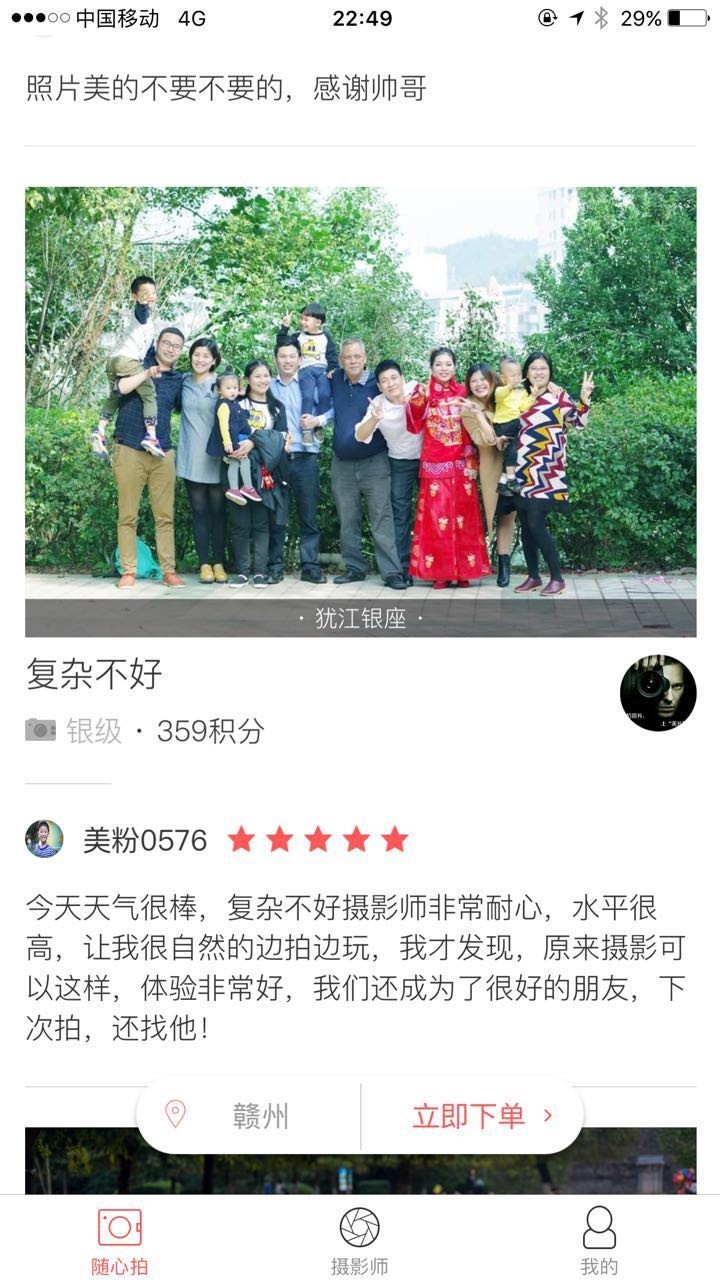 中国移动 4G 22:49 29%
照片美的不要不要的，感谢帅哥
· 犹江银座 ·
复杂不好
银级 · 359积分
美粉0576
今天天气很棒，复杂不好摄影师非常耐心，水平很
高，让我很自然的边拍边玩，我才发现，原来摄影可
以这样，体验非常好，我们还成为了很好的朋友，下
次拍，还找他！
赣州 立即下单
随心拍 摄影师 我的